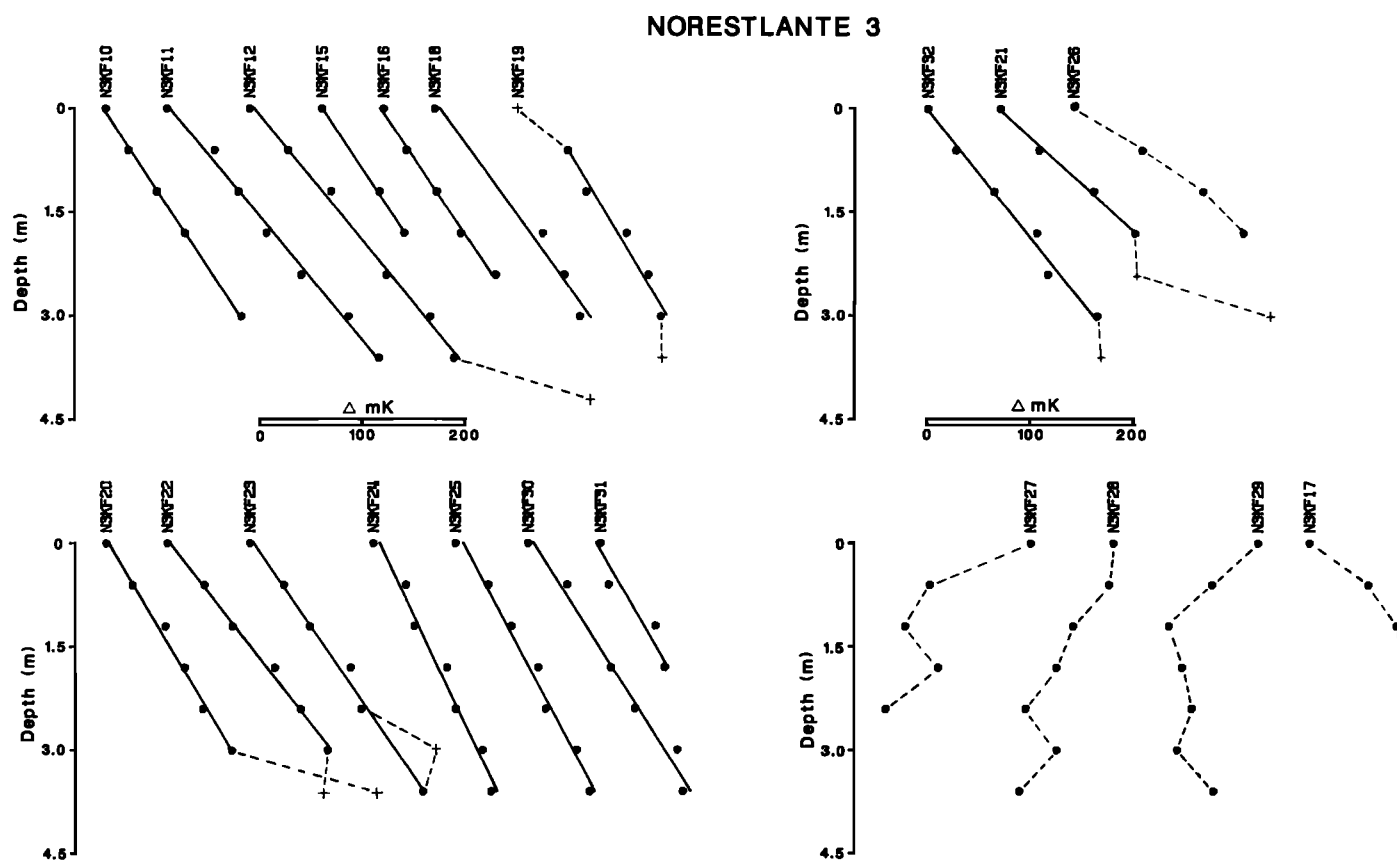 NORESTLANTE 3
N3KF10
N3KF11
N3KF12
N3KF15
N3KF16
N3KF18
N3KF19
0
1.5
3.0
4.5
Depth (m)
Δ mK
0 100 200
N3KF32
N3KF21
N3KF26
0
1.5
3.0
4.5
Depth (m)
Δ mK
0 100 200
N3KF20
N3KF22
N3KF23
N3KF24
N3KF25
N3KF30
N3KF31
0
1.5
3.0
4.5
Depth (m)
N3KF27
N3KF28
N3KF29
N3KF17
0
1.5
3.0
4.5
Depth (m)